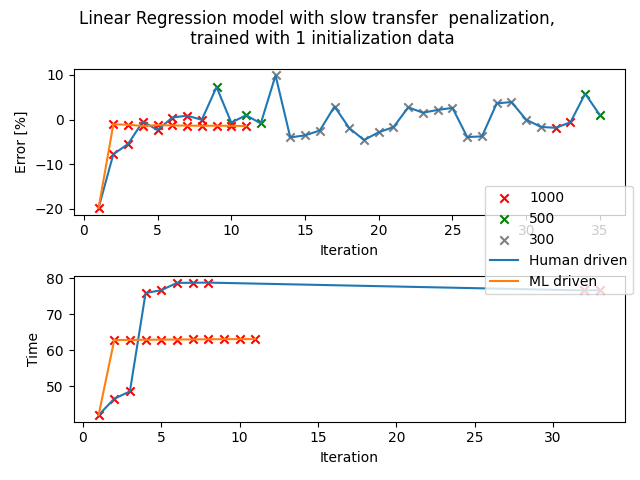 Linear Regression model with slow transfer  penalization,
trained with 1 initialization data
10
0
−10
−20
Error [%]
0 5 10 15 20 25 30 35
Iteration
1000
500
300
Human driven
ML driven
80
70
60
50
Time
0 5 10 15 20 25 30
Iteration